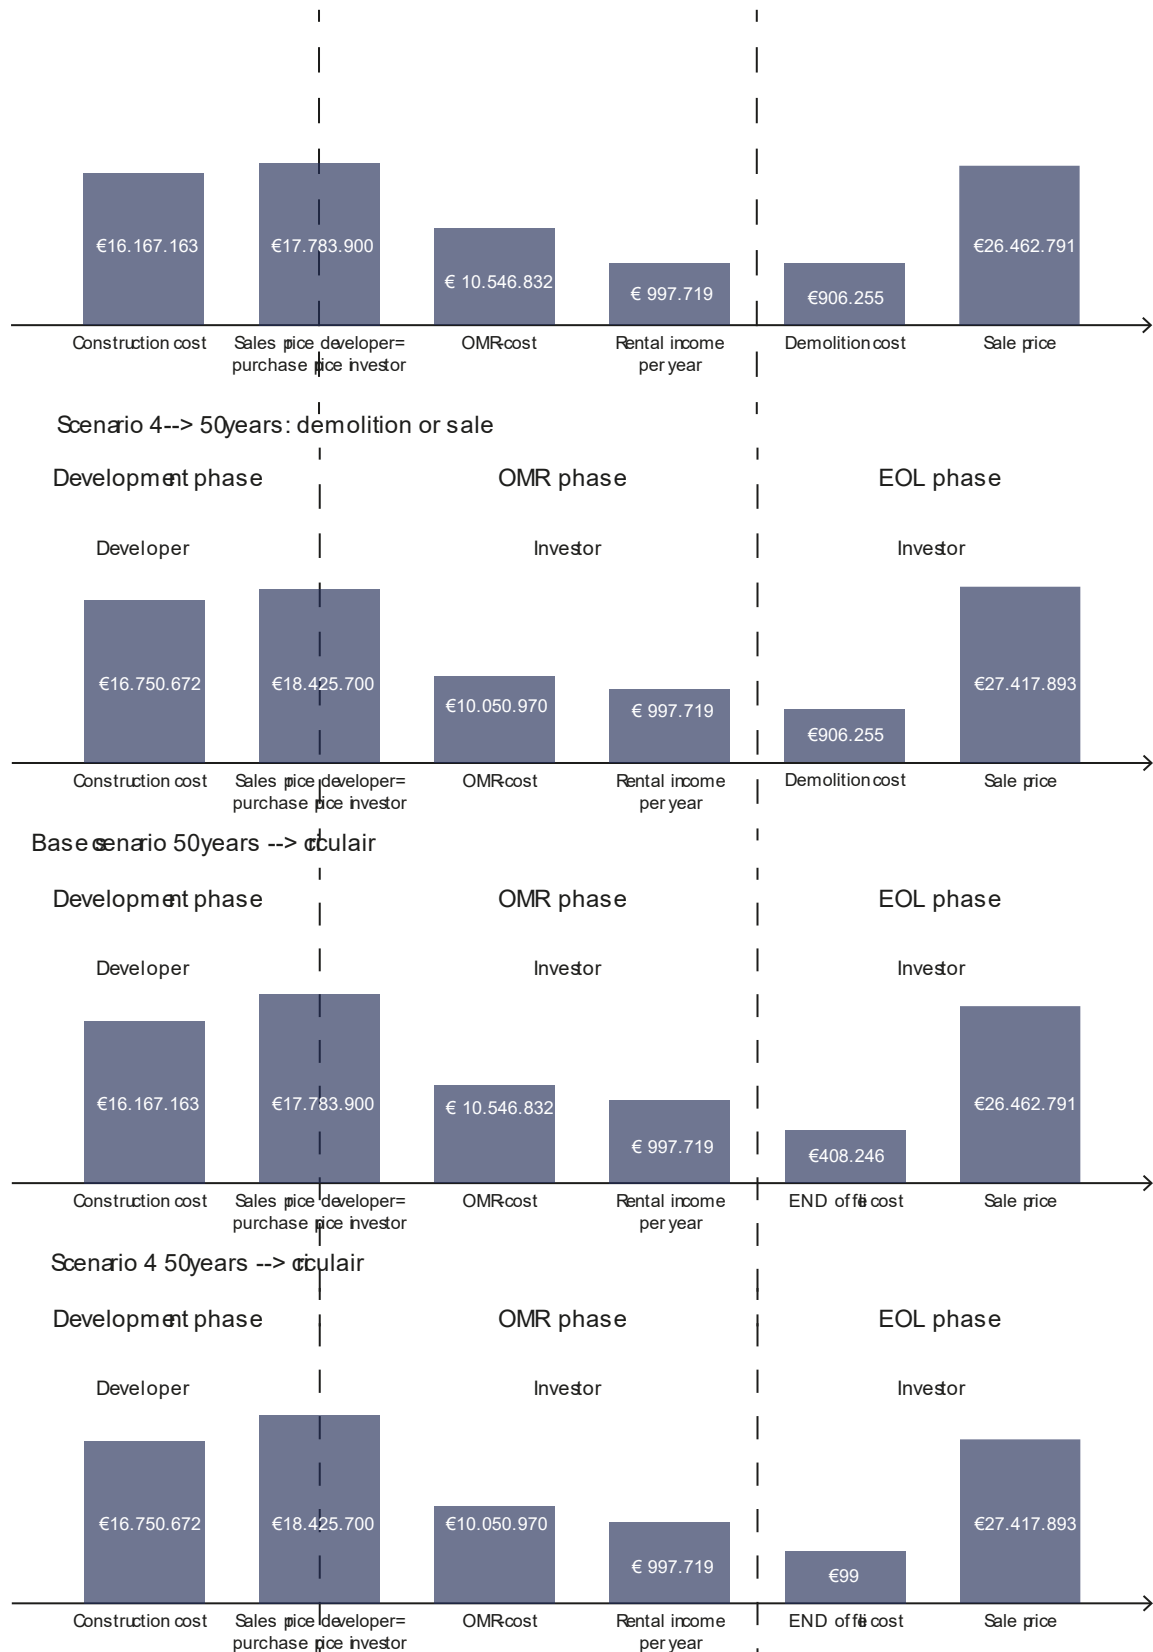 €16.167.163 €17.783.900 € 10.546.832 € 997.719 €906.255 €26.462.791
Construction cost Sales price developer= OMR-cost Rental income Demolition cost Sale price
purchase price investor per year
Scenario 4--> 50years: demolition or sale
Development phase OMR phase EOL phase
Developer Investor Investor
€16.750.672 €18.425.700 €10.050.970 € 997.719 €906.255 €27.417.893
Construction cost Sales price developer= OMR-cost Rental income Demolition cost Sale price
purchase price investor per year
Base scenario 50years --> circulair
Development phase OMR phase EOL phase
Developer Investor Investor
€16.167.163 €17.783.900 € 10.546.832 € 997.719 €408.246 €26.462.791
Construction cost Sales price developer= OMR-cost Rental income END of life cost Sale price
purchase price investor per year
Scenario 4 50years --> circulair
Development phase OMR phase EOL phase
Developer Investor Investor
€16.750.672 €18.425.700 €10.050.970 € 997.719 €99 €27.417.893
Construction cost Sales price developer= OMR-cost Rental income END of life cost Sale price
purchase price investor per year